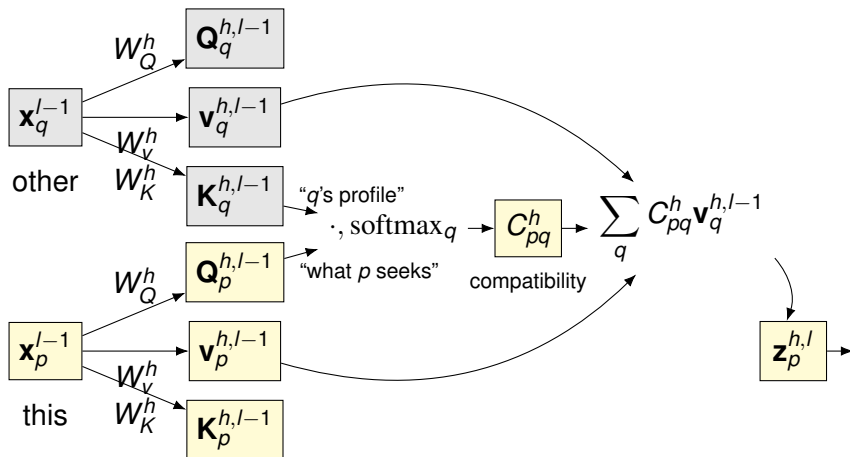 W_Q^h
Q_q^{h,l−1}
x_q^{l−1}
v_q^{h,l−1}
W_v^h
other
W_K^h
K_q^{h,l−1}
“q’s profile”
·, softmax_q
C_{pq}^h
∑_q C_{pq}^h v_q^{h,l−1}
Q_p^{h,l−1}
“what p seeks”
compatibility
W_Q^h
x_p^{l−1}
v_p^{h,l−1}
z_p^{h,l}
W_v^h
this
W_K^h
K_p^{h,l−1}